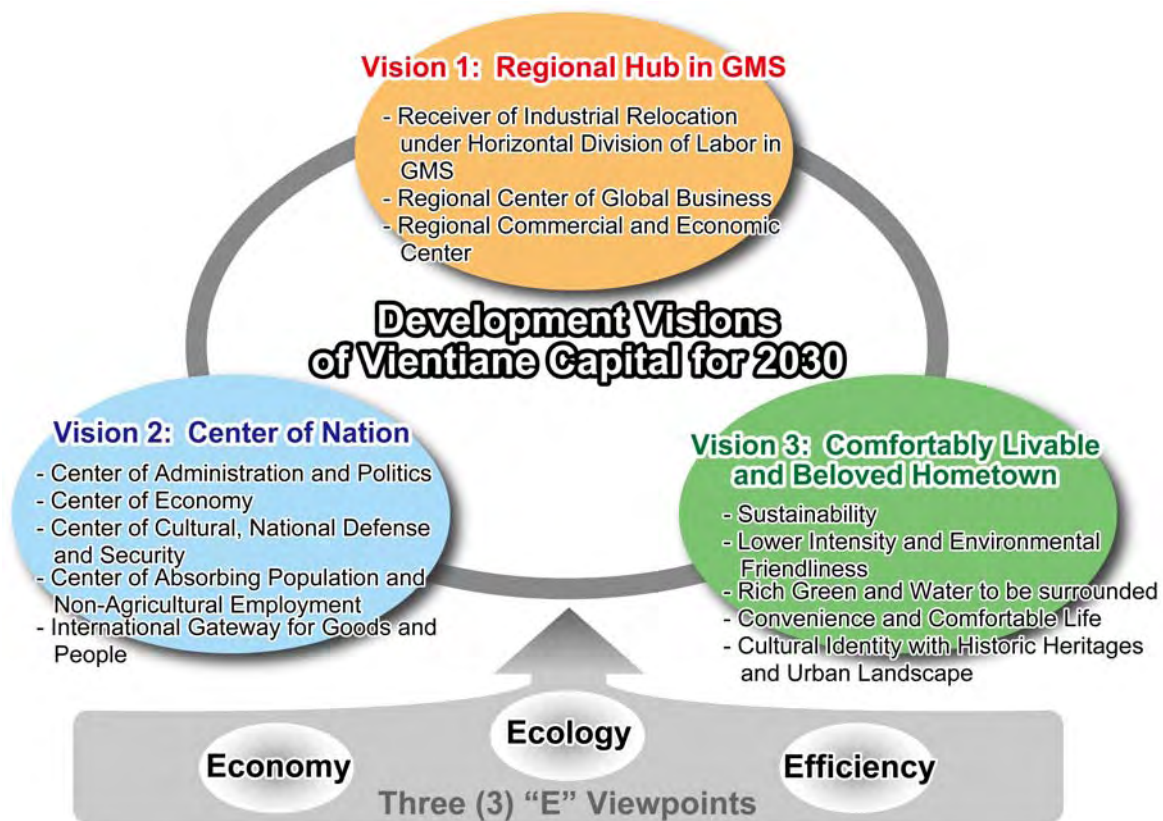 Vision 1: Regional Hub in GMS
- Receiver of Industrial Relocation
under Horizontal Division of Labor in
GMS
- Regional Center of Global Business
- Regional Commercial and Economic
Center
Development Visions
of Vientiane Capital for 2030
Vision 2: Center of Nation
- Center of Administration and Politics
- Center of Economy
- Center of Cultural, National Defense
and Security
- Center of Absorbing Population and
Non-Agricultural Employment
- International Gateway for Goods and
People
Vision 3: Comfortably Livable
and Beloved Hometown
- Sustainability
- Lower Intensity and Environmental
Friendliness
- Rich Green and Water to be surrounded
- Convenience and Comfortable Life
- Cultural Identity with Historic Heritages
and Urban Landscape
Economy
Ecology
Efficiency
Three (3) “E” Viewpoints